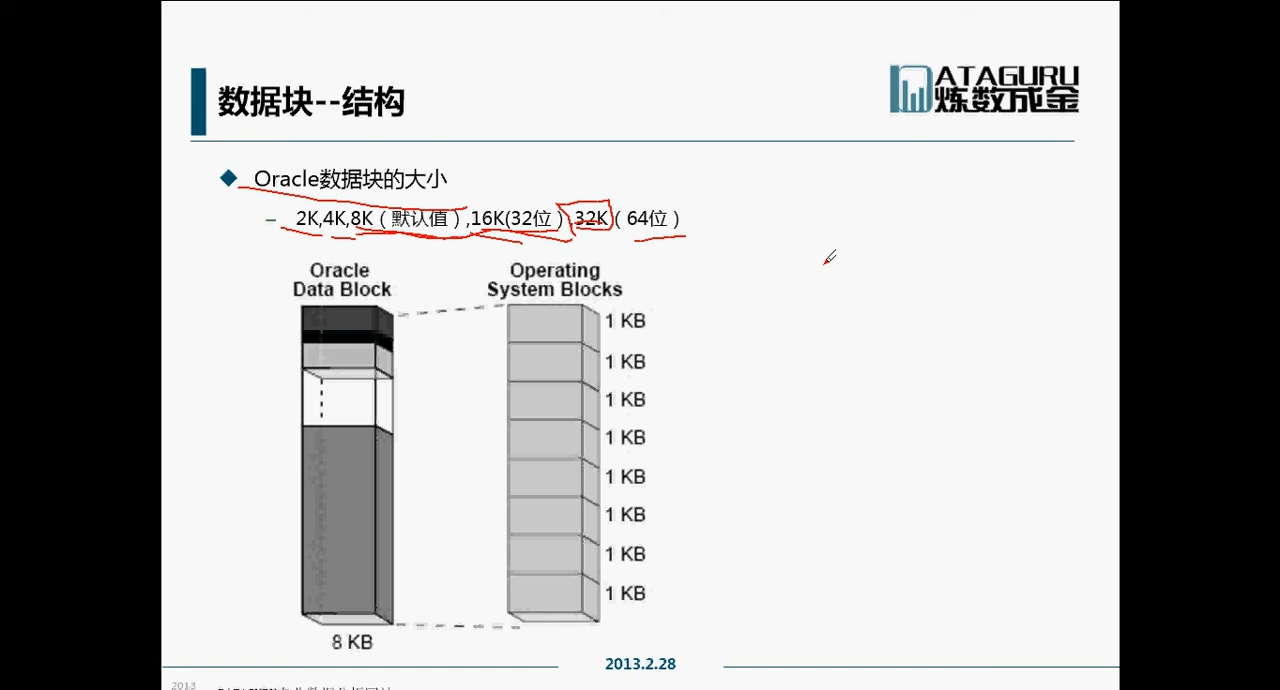 数据块--结构
ATAGURU
炼数成金
Oracle数据块的大小
– 2K,4K,8K（默认值）,16K(32位）,32K（64位）
Oracle
Data Block
Operating
System Blocks
1 KB
1 KB
1 KB
1 KB
1 KB
1 KB
1 KB
1 KB
8 KB
2013.2.28
2013